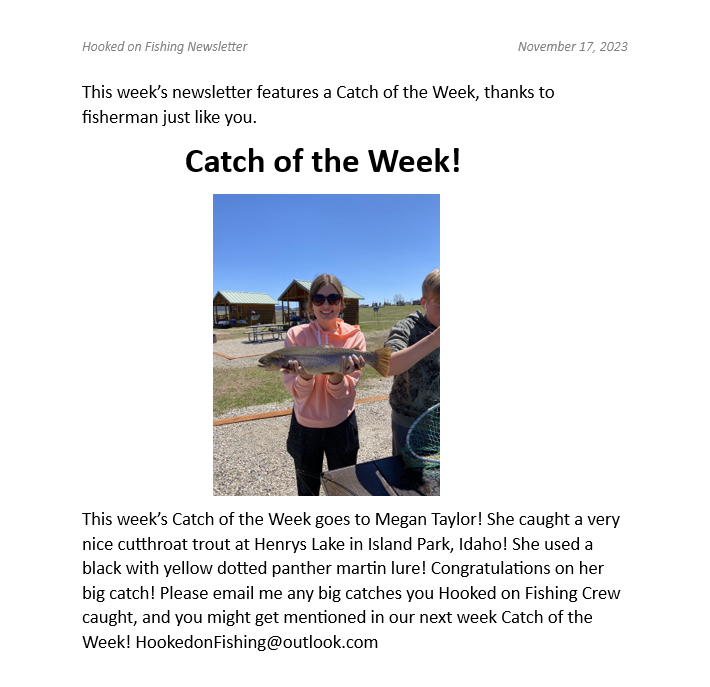 Hooked on Fishing Newsletter
November 17, 2023
This week's newsletter features a Catch of the Week, thanks to
fisherman just like you.
Catch of the Week!
This week's Catch of the Week goes to Megan Taylor! She caught a very
nice cutthroat trout at Henrys Lake in Island Park, Idaho! She used a
black with yellow dotted panther martin lure! Congratulations on her
big catch! Please email me any big catches you Hooked on Fishing Crew
caught, and you might get mentioned in our next week Catch of the
Week! HookedonFishing@outlook.com